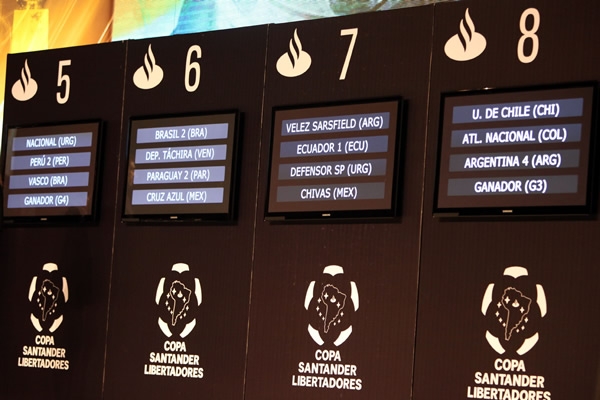 5
NACIONAL (URG)
PERÚ 2 (PER)
VASCO (BRA)
GANADOR (G4)
COPA
SANTANDER
LIBERTADORES
6
BRASIL 2 (BRA)
DEP. TÁCHIRA (VEN)
PARAGUAY 2 (PAR)
CRUZ AZUL (MEX)
COPA
SANTANDER
LIBERTADORES
7
VELEZ SARSFIELD (ARG)
ECUADOR 1 (ECU)
DEFENSOR SP (URG)
CHIVAS (MEX)
COPA
SANTANDER
LIBERTADORES
8
U. DE CHILE (CHI)
ATL. NACIONAL (COL)
ARGENTINA 4 (ARG)
GANADOR (G3)
COPA
SANTANDER
LIBERTADORES